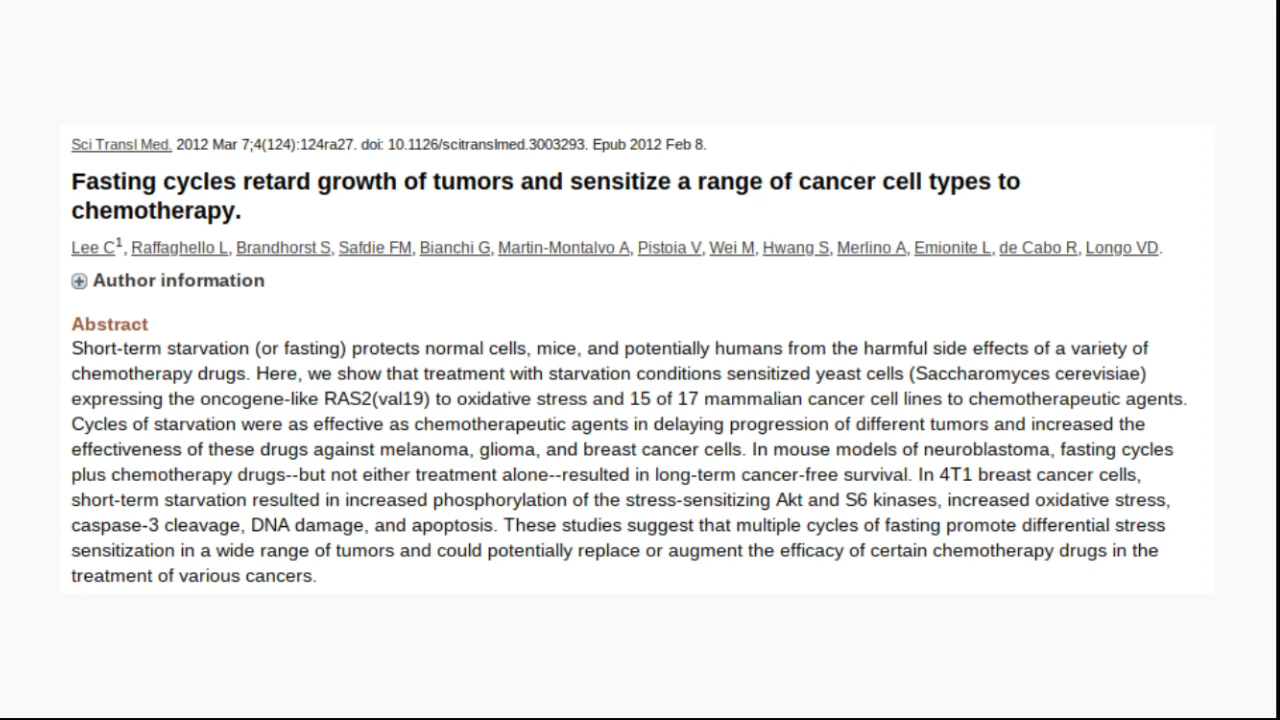 Sci Transl Med. 2012 Mar 7;4(124):124ra27. doi: 10.1126/scitranslmed.3003293. Epub 2012 Feb 8.
Fasting cycles retard growth of tumors and sensitize a range of cancer cell types to
chemotherapy.
Lee C1, Raffaghello L, Brandhorst S, Safdie FM, Bianchi G, Martin-Montalvo A, Pistoia V, Wei M, Hwang S, Merlino A, Emionite L, de Cabo R, Longo VD.
Author information
Abstract
Short-term starvation (or fasting) protects normal cells, mice, and potentially humans from the harmful side effects of a variety of
chemotherapy drugs. Here, we show that treatment with starvation conditions sensitized yeast cells (Saccharomyces cerevisiae)
expressing the oncogene-like RAS2(val19) to oxidative stress and 15 of 17 mammalian cancer cell lines to chemotherapeutic agents.
Cycles of starvation were as effective as chemotherapeutic agents in delaying progression of different tumors and increased the
effectiveness of these drugs against melanoma, glioma, and breast cancer cells. In mouse models of neuroblastoma, fasting cycles
plus chemotherapy drugs--but not either treatment alone--resulted in long-term cancer-free survival. In 4T1 breast cancer cells,
short-term starvation resulted in increased phosphorylation of the stress-sensitizing Akt and S6 kinases, increased oxidative stress,
caspase-3 cleavage, DNA damage, and apoptosis. These studies suggest that multiple cycles of fasting promote differential stress
sensitization in a wide range of tumors and could potentially replace or augment the efficacy of certain chemotherapy drugs in the
treatment of various cancers.